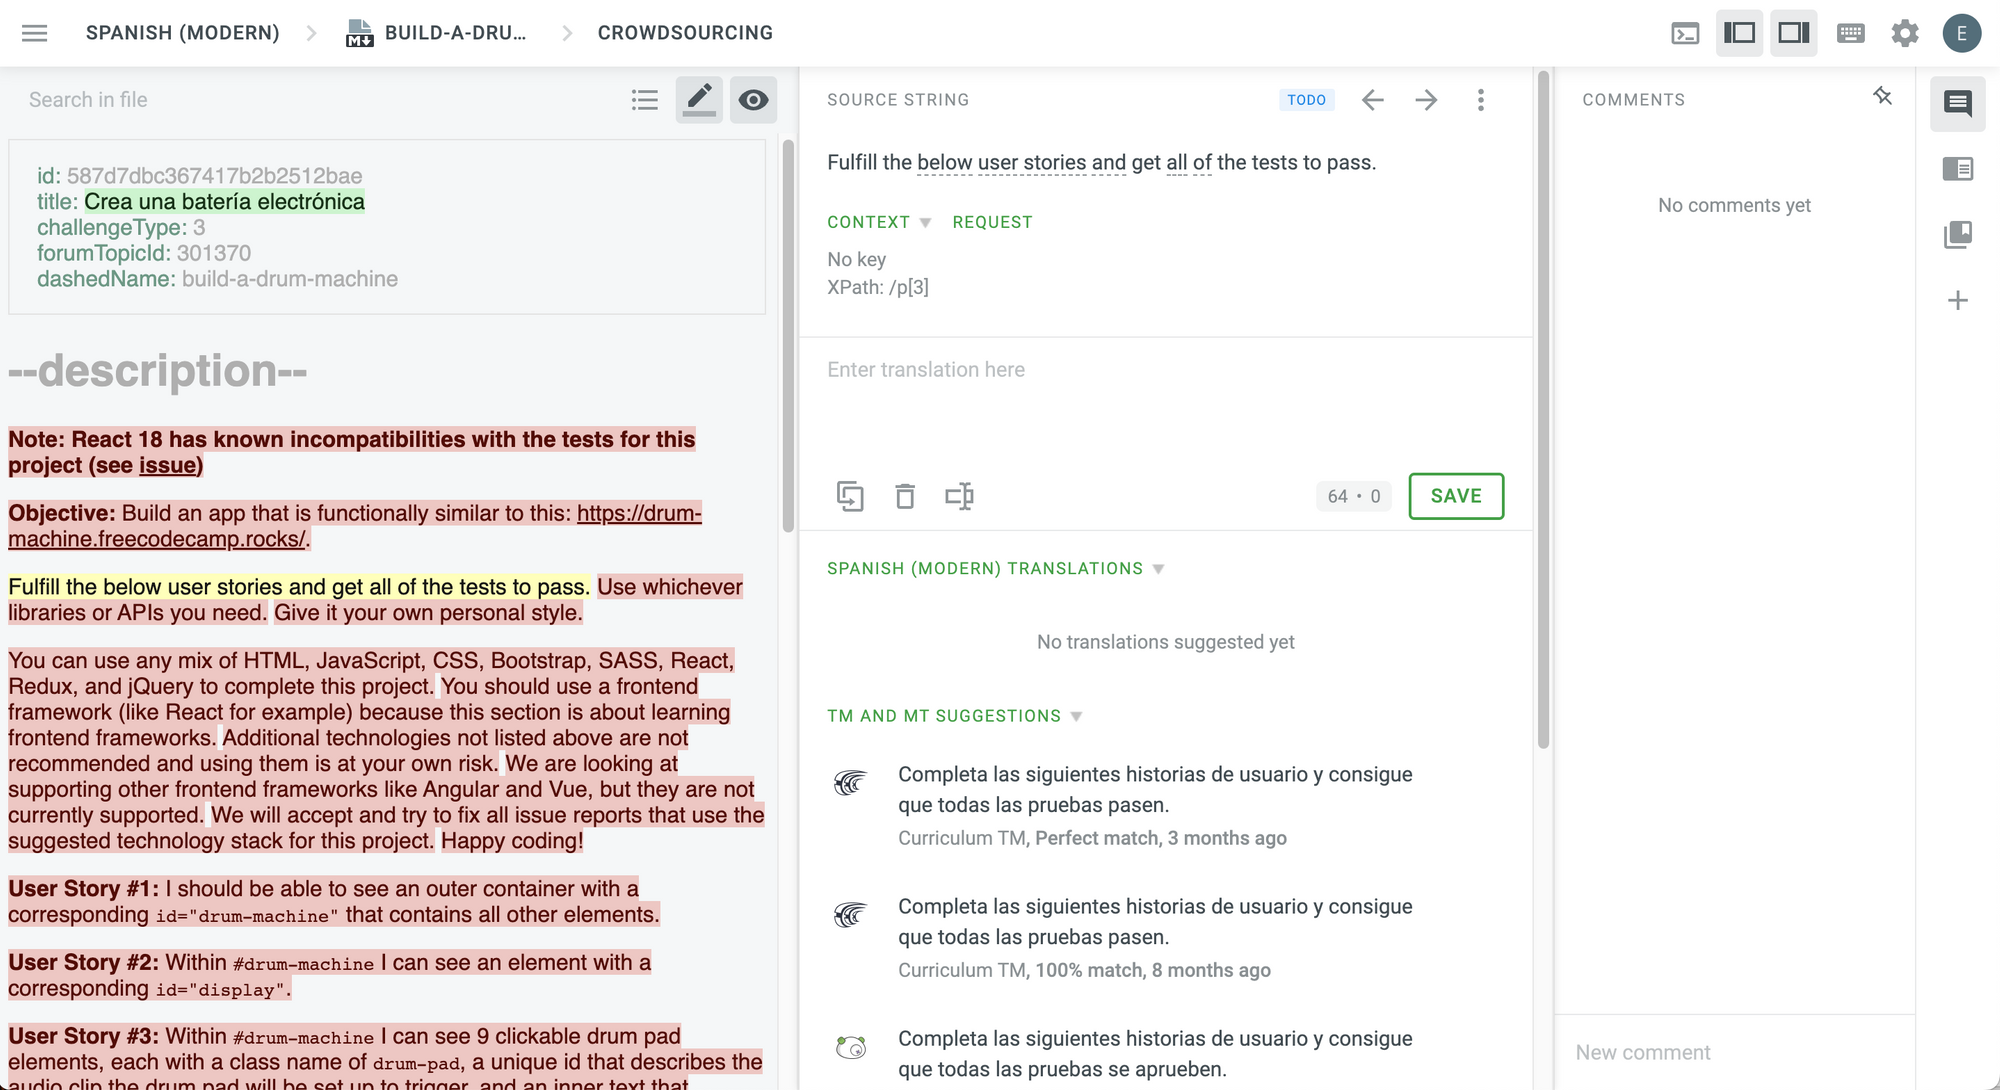 SPANISH (MODERN)
BUILD-A-DRU...
CROWDSOURCING
E
Search in file
id: 587d7dbc367417b2b2512bae
title: Crea una batería electrónica
challengeType: 3
forumTopicId: 301370
dashedName: build-a-drum-machine
--description--
Note: React 18 has known incompatibilities with the tests for this
project (see issue)
Objective: Build an app that is functionally similar to this: https://drum-
machine.freecodecamp.rocks/.
Fulfill the below user stories and get all of the tests to pass. Use whichever
libraries or APIs you need. Give it your own personal style.
You can use any mix of HTML, JavaScript, CSS, Bootstrap, SASS, React,
Redux, and jQuery to complete this project. You should use a frontend
framework (like React for example) because this section is about learning
frontend frameworks. Additional technologies not listed above are not
recommended and using them is at your own risk. We are looking at
supporting other frontend frameworks like Angular and Vue, but they are not
currently supported. We will accept and try to fix all issue reports that use the
suggested technology stack for this project. Happy coding!
User Story #1: I should be able to see an outer container with a
corresponding id="drum-machine" that contains all other elements.
User Story #2: Within #drum-machine I can see an element with a
corresponding id="display".
User Story #3: Within #drum-machine I can see 9 clickable drum pad
elements, each with a class name of drum-pad, a unique id that describes the
audio clip the drum pad will be set up to trigger, and an inner text that
SOURCE STRING
TODO
Fulfill the below user stories and get all of the tests to pass.
CONTEXT
REQUEST
No key
XPath: /p[3]
Enter translation here
64 • 0
SAVE
SPANISH (MODERN) TRANSLATIONS
No translations suggested yet
TM AND MT SUGGESTIONS
Completa las siguientes historias de usuario y consigue
que todas las pruebas pasen.
Curriculum TM, Perfect match, 3 months ago
Completa las siguientes historias de usuario y consigue
que todas las pruebas pasen.
Curriculum TM, 100% match, 8 months ago
Completa las siguientes historias de usuario y consigue
que todas las pruebas se aprueben.
COMMENTS
No comments yet
New comment